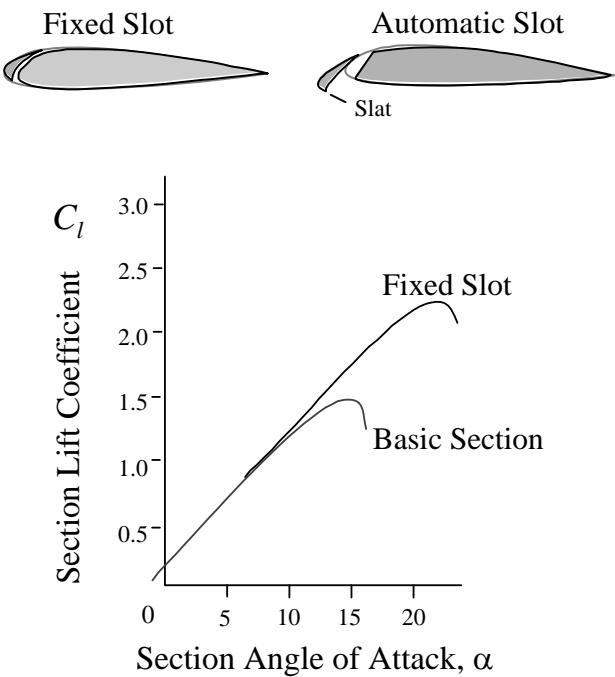 Fixed Slot
Automatic Slot
Slat
C_l
Section Lift Coefficient
3.0
2.5
2.0
1.5
1.0
0.5
Fixed Slot
Basic Section
0
5
10
15
20
Section Angle of Attack, α